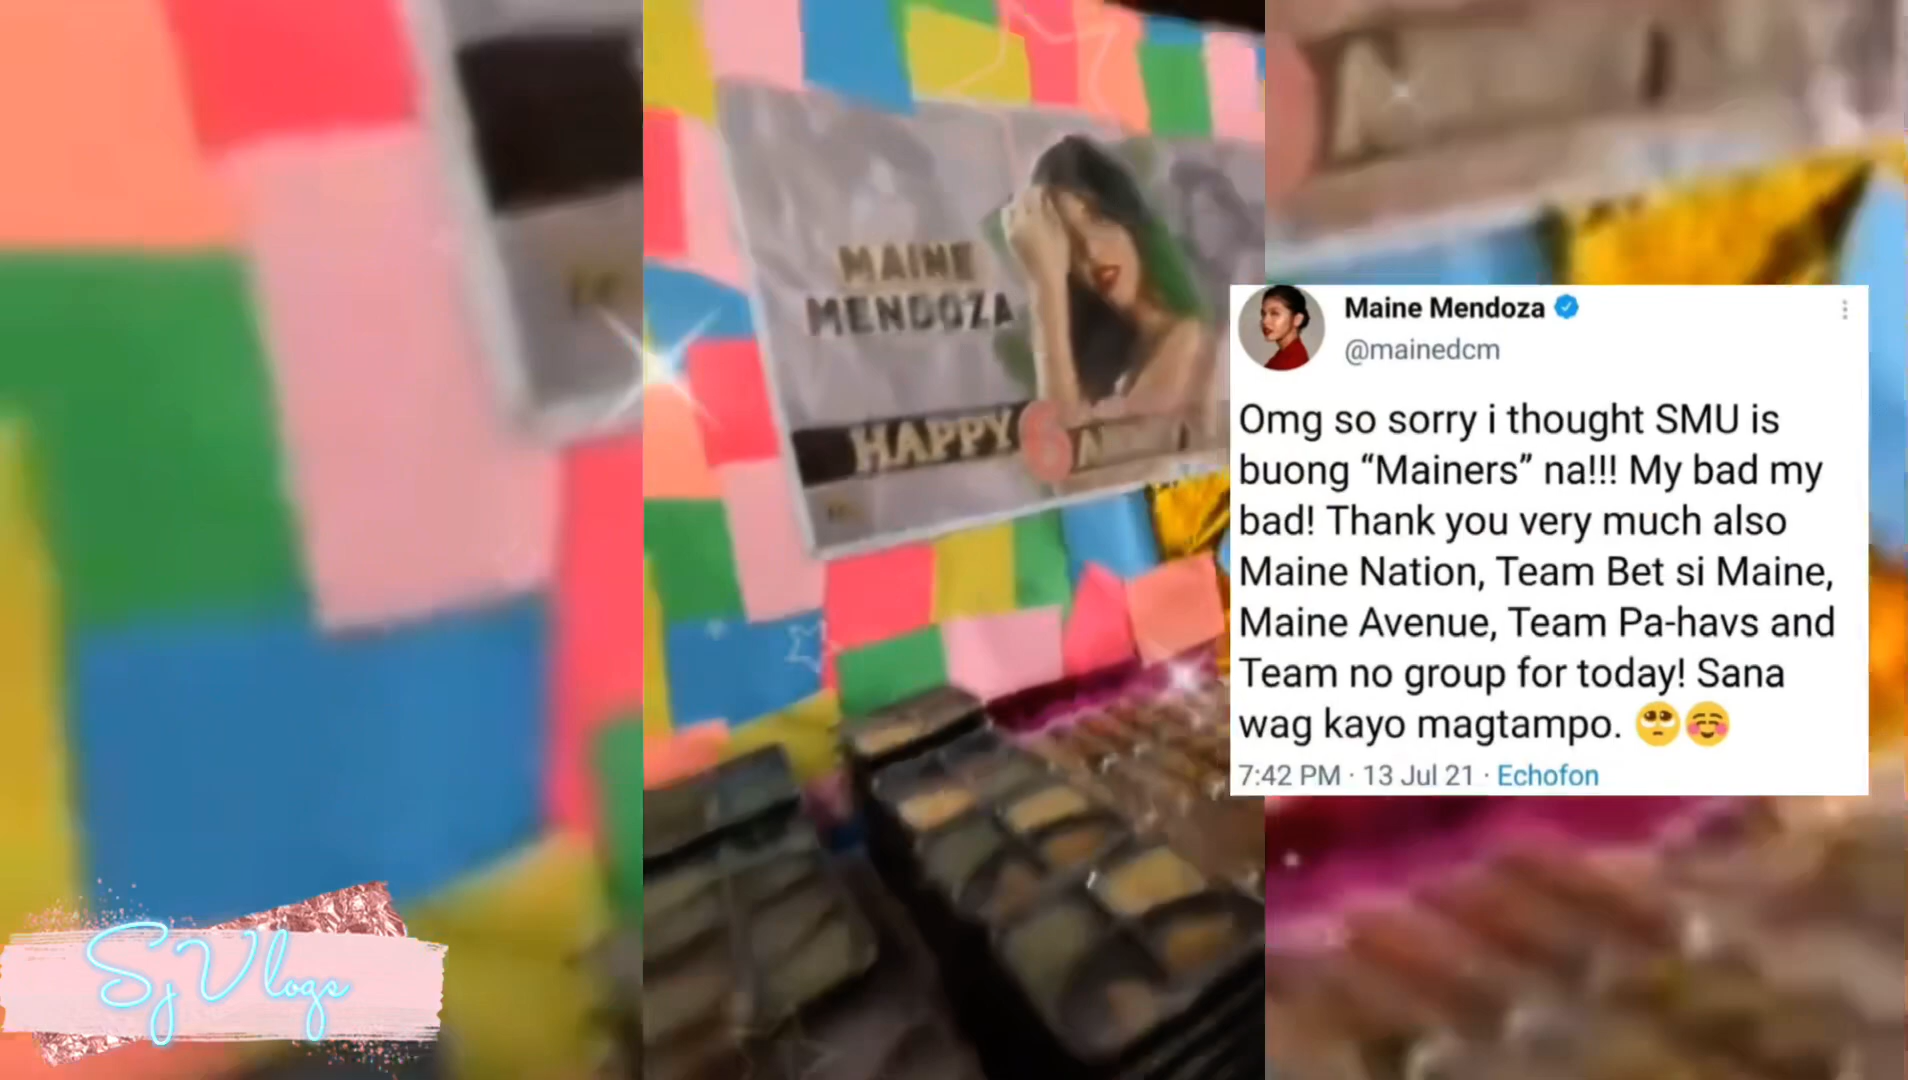 MAINE
MENDOZA
HAPPY 6
Maine Mendoza
@mainedcm
Omg so sorry i thought SMU is
buong “Mainers” na!!! My bad my
bad! Thank you very much also
Maine Nation, Team Bet si Maine,
Maine Avenue, Team Pa-havs and
Team no group for today! Sana
wag kayo magtampo. 🥺☺️
7:42 PM · 13 Jul 21 · Echofon
Sj Vlogs